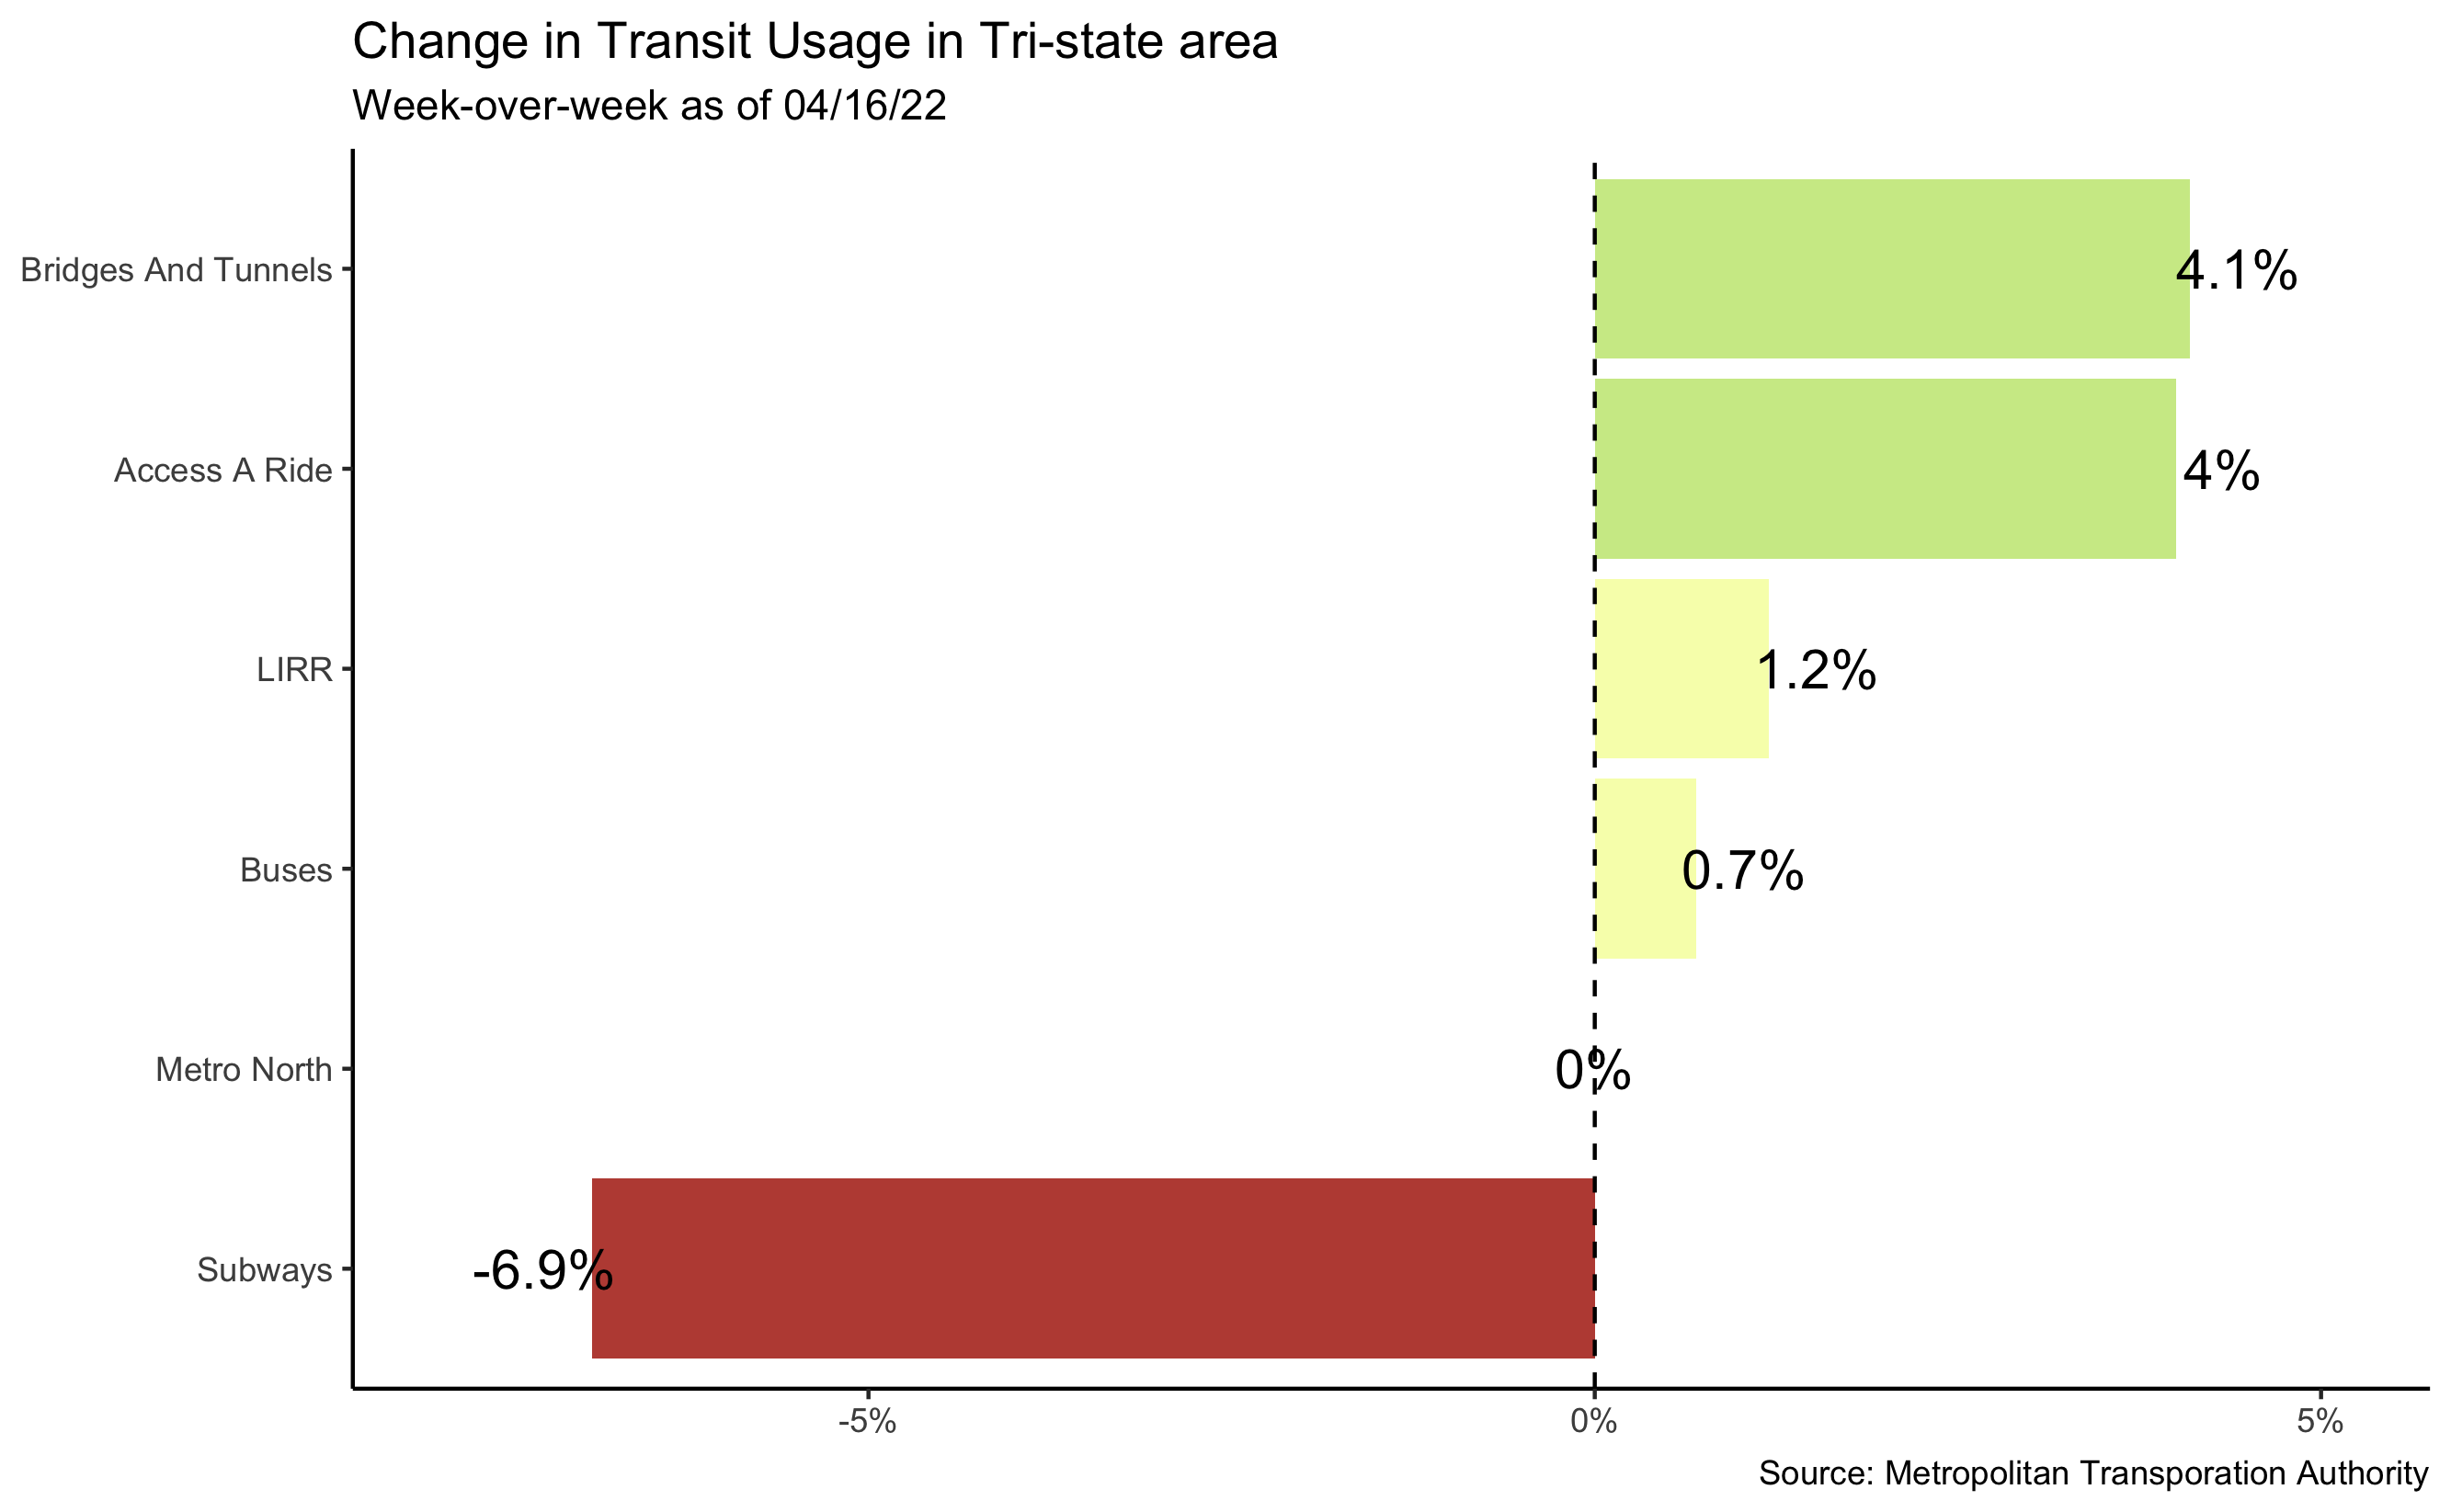 Change in Transit Usage in Tri-state area
Week-over-week as of 04/16/22
Bridges And Tunnels
4.1%
Access A Ride
4%
LIRR
1.2%
Buses
0.7%
Metro North
0%
Subways
-6.9%
-5%
0%
5%
Source: Metropolitan Transporation Authority